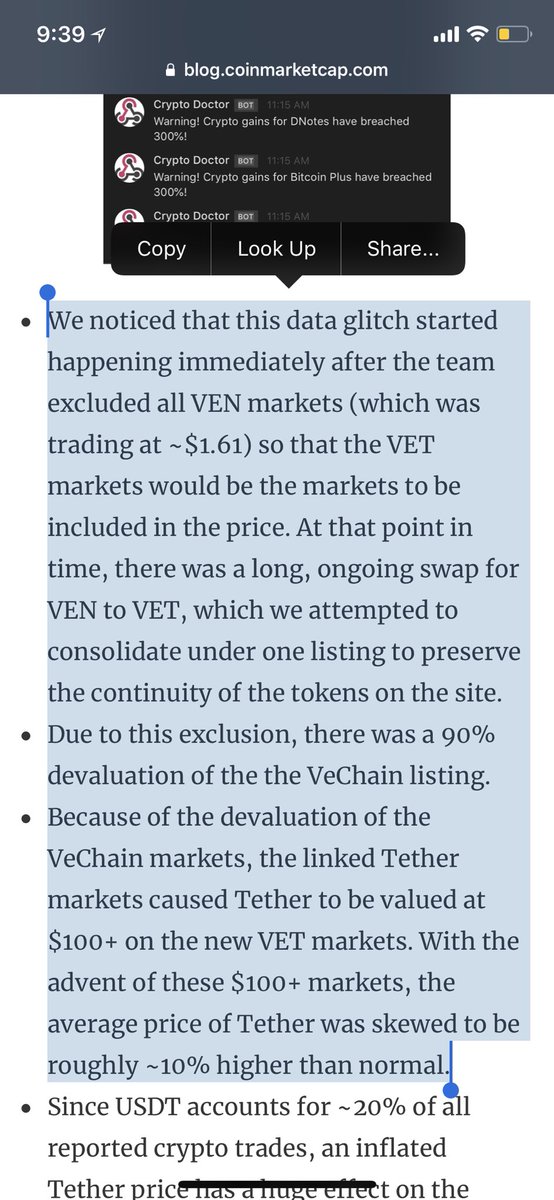 9:39
blog.coinmarketcap.com
Crypto Doctor BOT 11:15 AM
Warning! Crypto gains for DNotes have breached
300%!
Crypto Doctor BOT 11:15 AM
Warning! Crypto gains for Bitcoin Plus have breached
300%!
Crypto Doctor BOT 11:15 AM
Copy Look Up Share...
• We noticed that this data glitch started
happening immediately after the team
excluded all VEN markets (which was
trading at ~$1.61) so that the VET
markets would be the markets to be
included in the price. At that point in
time, there was a long, ongoing swap for
VEN to VET, which we attempted to
consolidate under one listing to preserve
the continuity of the tokens on the site.
• Due to this exclusion, there was a 90%
devaluation of the the VeChain listing.
• Because of the devaluation of the
VeChain markets, the linked Tether
markets caused Tether to be valued at
$100+ on the new VET markets. With the
advent of these $100+ markets, the
average price of Tether was skewed to be
roughly ~10% higher than normal.
• Since USDT accounts for ~20% of all
reported crypto trades, an inflated
Tether price has a huge effect on the